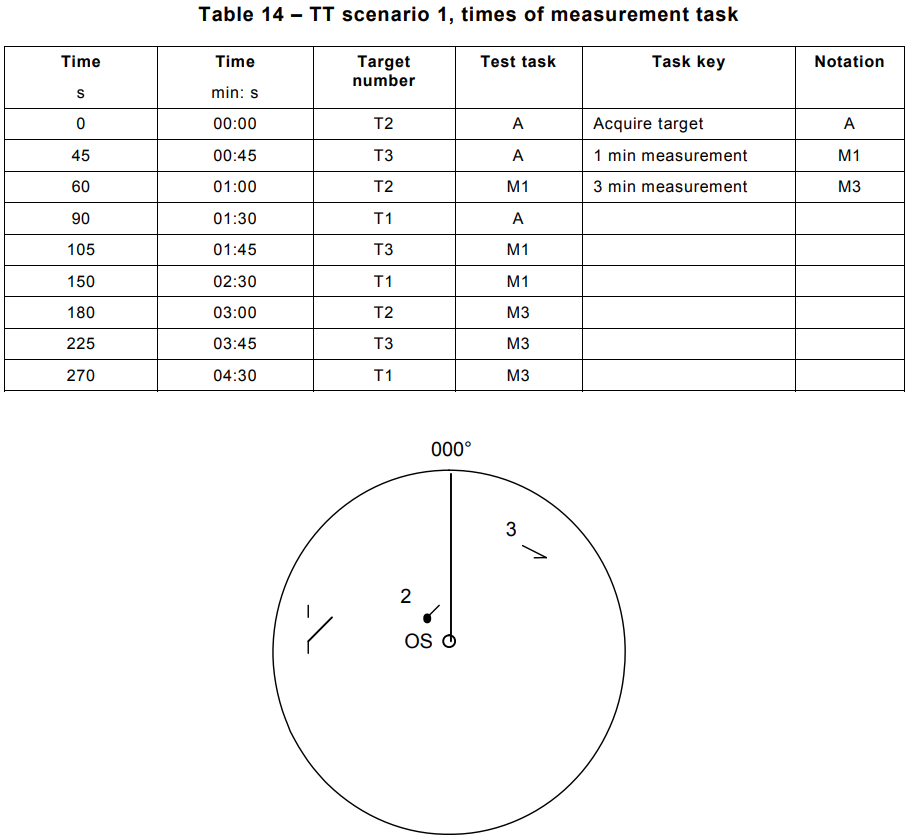 Table 14 – TT scenario 1, times of measurement task
Time s Time min: s Target number Test task Task key Notation
0 00:00 T2 A Acquire target A
45 00:45 T3 A 1 min measurement M1
60 01:00 T2 M1 3 min measurement M3
90 01:30 T1 A
105 01:45 T3 M1
150 02:30 T1 M1
180 03:00 T2 M3
225 03:45 T3 M3
270 04:30 T1 M3
000°
3
2
OS